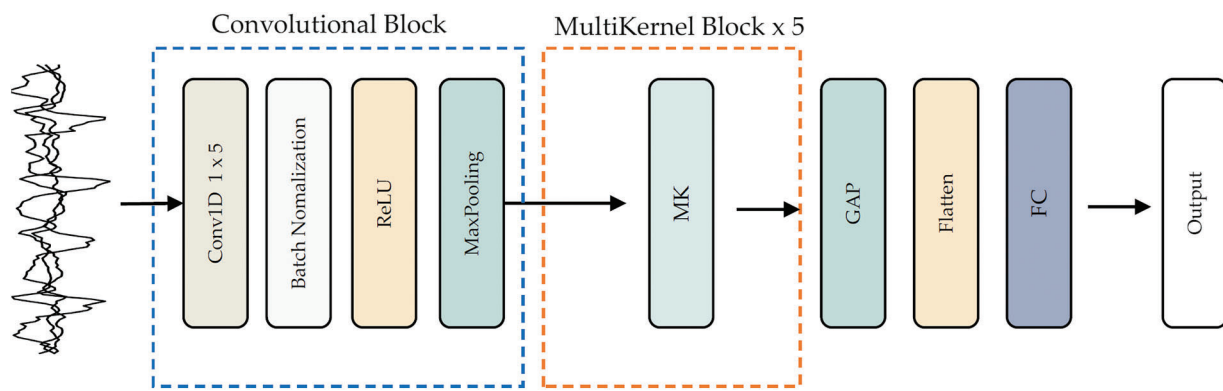 Convolutional Block
MultiKernel Block x 5
Conv1D 1 x 5
Batch Nomalization
ReLU
MaxPooling
MK
GAP
Flatten
FC
Output